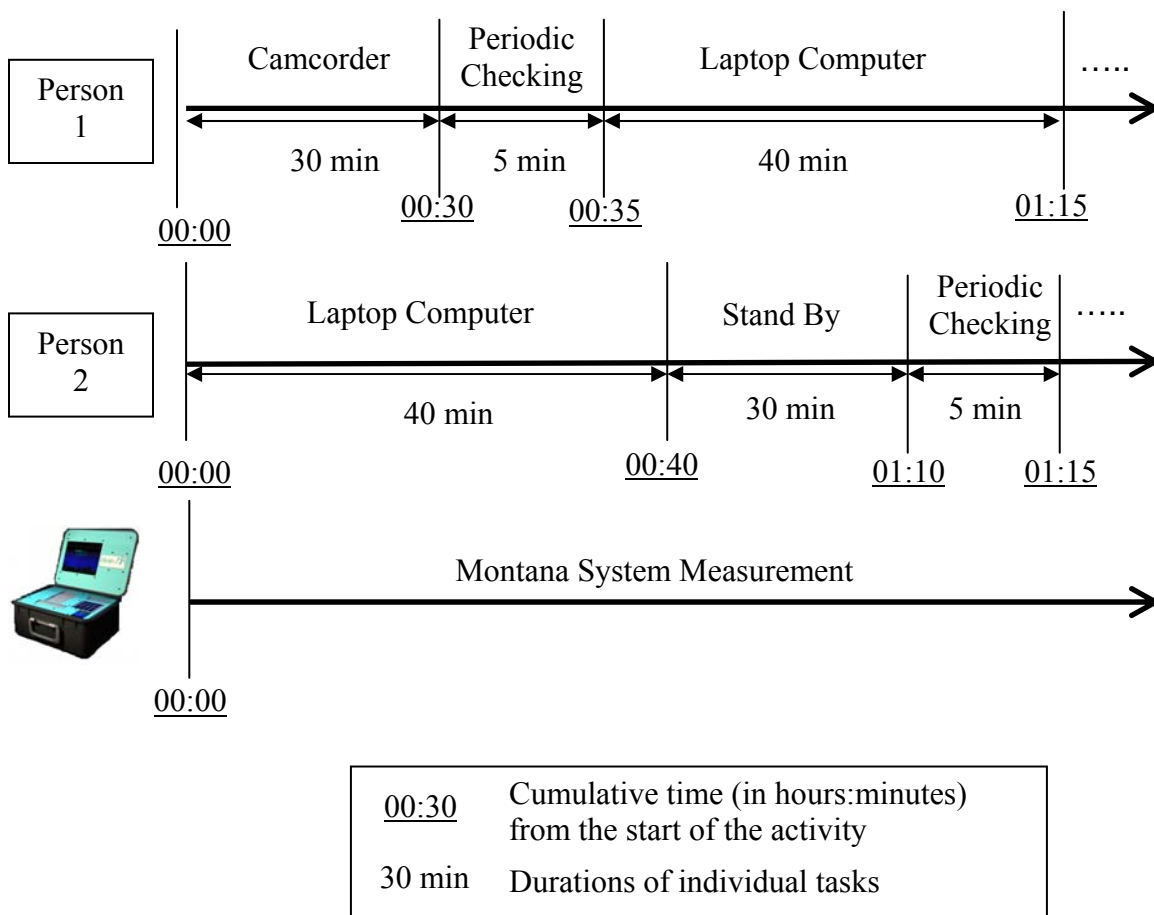 Person
1
Camcorder
Periodic
Checking
Laptop Computer
…..
30 min
5 min
40 min
00:00
00:30
00:35
01:15
Person
2
Laptop Computer
Stand By
Periodic
Checking
…..
40 min
30 min
5 min
00:00
00:40
01:10
01:15
Montana System Measurement
00:00
00:30 Cumulative time (in hours:minutes)
from the start of the activity
30 min Durations of individual tasks